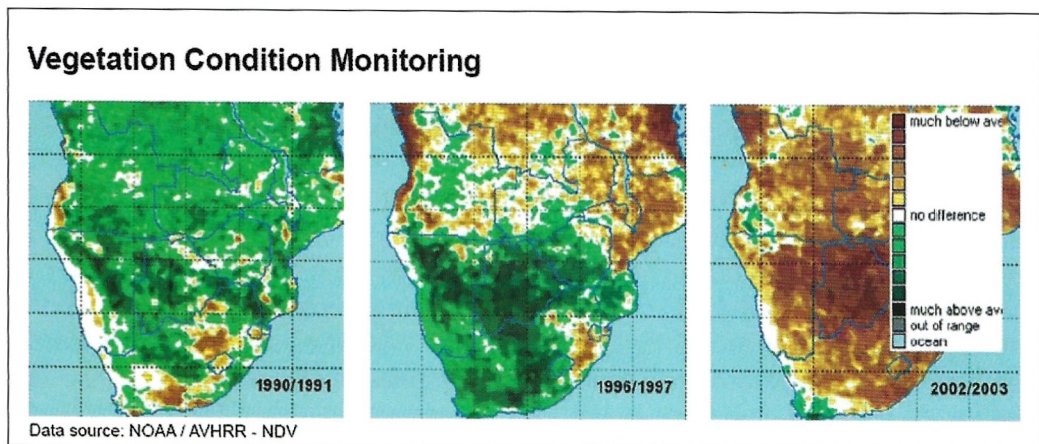 Vegetation Condition Monitoring
much below ave
no difference
much above ave
out of range
ocean
1990/1991
1996/1997
2002/2003
Data source: NOAA / AVHRR - NDV